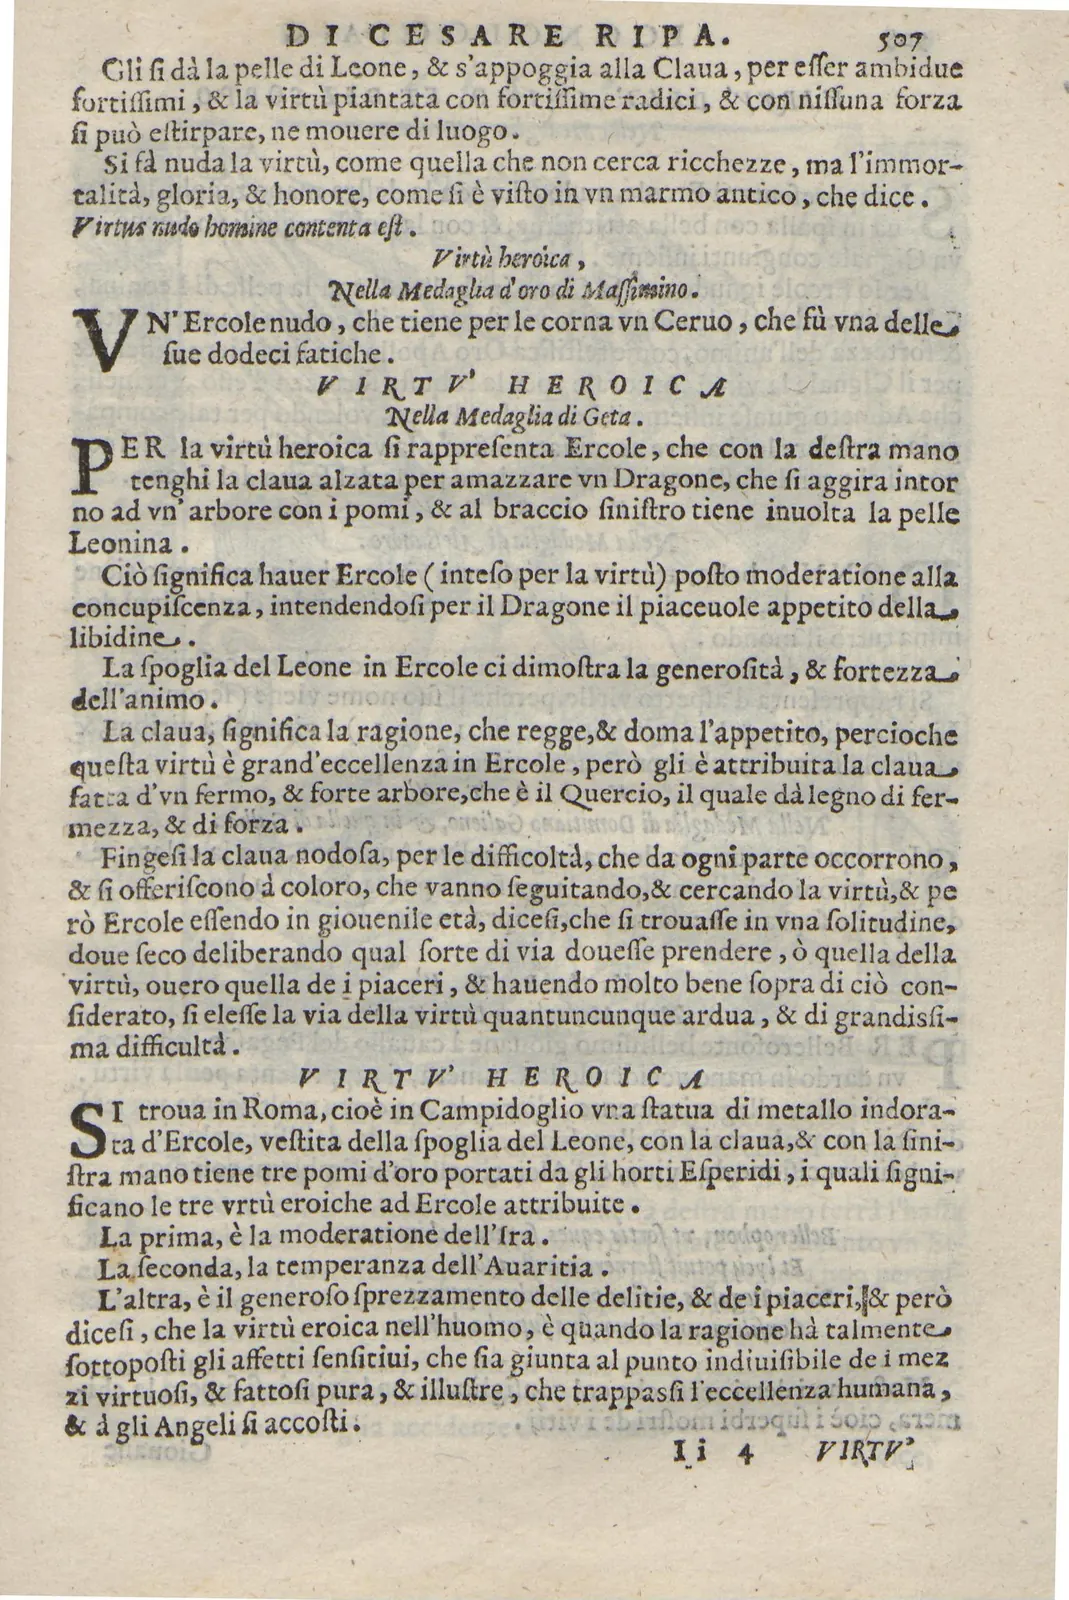 DI CESARE RIPA. 507
Gli ſi dà la pelle di Leone, & s'appoggia alla Claua, per eſſer ambidue
fortiſſimi, & la virtù piantata con fortiſſime radici, & con niſſuna forza
ſi può eſtirpare, ne mouere di luogo.
Si fà nuda la virtù, come quella che non cerca ricchezze, ma l'immor-
talità, gloria, & honore, come ſi è viſto in vn marmo antico, che dice.
Virtus nudo homine contenta eſt.
Virtù heroica,
Nella Medaglia d'oro di Maſſimino.
VN'Ercole nudo, che tiene per le corna vn Ceruo, che fù vna delle
ſue dodeci fatiche.
VIRTV' HEROICA
Nella Medaglia di Geta.
PER la virtù heroica ſi rappreſenta Ercole, che con la deſtra mano
tenghi la claua alzata per amazzare vn Dragone, che ſi aggira intor
no ad vn'arbore con i pomi, & al braccio ſiniſtro tiene inuolta la pelle
Leonina.
Ciò ſignifica hauer Ercole (inteſo per la virtù) poſto moderatione alla
concupiſcenza, intendendoſi per il Dragone il piaceuole appetito della
libidine.
La ſpoglia del Leone in Ercole ci dimoſtra la generoſità, & fortezza
dell'animo.
La claua, ſignifica la ragione, che regge,& doma l'appetito, percioche
queſta virtù è grand'eccellenza in Ercole, però gli è attribuita la claua
fatta d'vn fermo, & forte arbore,che è il Quercio, il quale dà legno di fer-
mezza, & di forza.
Fingeſi la claua nodoſa, per le difficoltà, che da ogni parte occorrono,
& ſi offeriſcono à coloro, che vanno ſeguitando,& cercando la virtù,& pe
rò Ercole eſſendo in giouenile età, diceſi,che ſi trouaſſe in vna ſolitudine,
doue ſeco deliberando qual ſorte di via doueſſe prendere, ò quella della
virtù, ouero quella de i piaceri, & hauendo molto bene ſopra di ciò con-
ſiderato, ſi eleſſe la via della virtù quantuncunque ardua, & di grandisſi-
ma difficultà.
VIRTV' HEROICA
SI troua in Roma, cioè in Campidoglio vna ſtatua di metallo indora-
ta d'Ercole, veſtita della ſpoglia del Leone, con la claua,& con la ſini-
ſtra mano tiene tre pomi d'oro portati da gli horti Eſperidi, i quali ſigni-
ficano le tre vrtù eroiche ad Ercole attribuite.
La prima, è la moderatione dell'Ira.
La ſeconda, la temperanza dell'Auaritia.
L'altra, è il generoſo ſprezzamento delle delitie, & de i piaceri,& però
diceſi, che la virtù eroica nell'huomo, è quando la ragione hà talmente
ſottopoſti gli affetti ſenſitiui, che ſia giunta al punto indiuiſibile de i mez
zi virtuoſi, & fattoſi pura, & illuſtre, che trappasſi l'eccellenza humana,
& à gli Angeli ſi accoſti.
Ii 4 VIRTV'